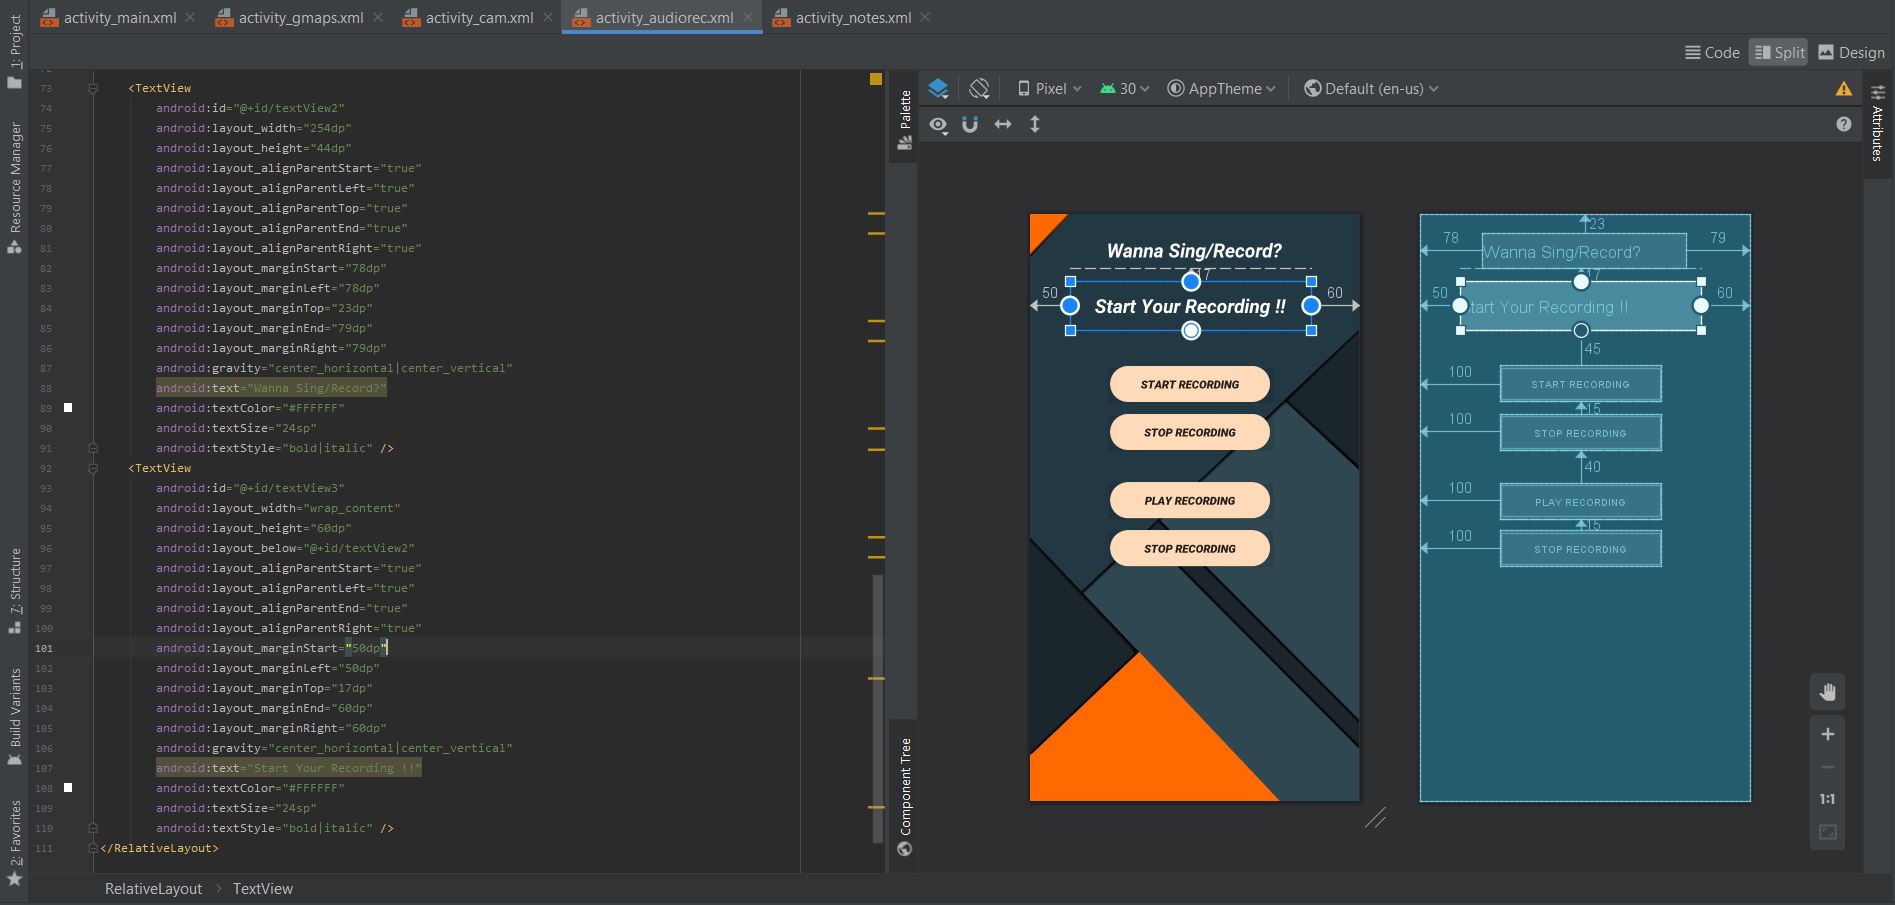 activity_main.xml
activity_gmaps.xml
activity_cam.xml
activity_audiorec.xml
activity_notes.xml
Code
Split
Design
1: Project
Resource Manager
7: Structure
Build Variants
2: Favorites
73 <TextView
74 android:id="@+id/textView2"
75 android:layout_width="254dp"
76 android:layout_height="44dp"
77 android:layout_alignParentStart="true"
78 android:layout_alignParentLeft="true"
79 android:layout_alignParentTop="true"
80 android:layout_alignParentEnd="true"
81 android:layout_alignParentRight="true"
82 android:layout_marginStart="78dp"
83 android:layout_marginLeft="78dp"
84 android:layout_marginTop="23dp"
85 android:layout_marginEnd="79dp"
86 android:layout_marginRight="79dp"
87 android:gravity="center_horizontal|center_vertical"
88 android:text="Wanna Sing/Record?"
89 android:textColor="#FFFFFF"
90 android:textSize="24sp"
91 android:textStyle="bold|italic" />
92 <TextView
93 android:id="@+id/textView3"
94 android:layout_width="wrap_content"
95 android:layout_height="60dp"
96 android:layout_below="@+id/textView2"
97 android:layout_alignParentStart="true"
98 android:layout_alignParentLeft="true"
99 android:layout_alignParentEnd="true"
100 android:layout_alignParentRight="true"
101 android:layout_marginStart="50dp"
102 android:layout_marginLeft="50dp"
103 android:layout_marginTop="17dp"
104 android:layout_marginEnd="60dp"
105 android:layout_marginRight="60dp"
106 android:gravity="center_horizontal|center_vertical"
107 android:text="Start Your Recording !!"
108 android:textColor="#FFFFFF"
109 android:textSize="24sp"
110 android:textStyle="bold|italic" />
111 </RelativeLayout>
RelativeLayout > TextView
Palette
Component Tree
Pixel
30
AppTheme
Default (en-us)
Attributes
Wanna Sing/Record?
17
50
Start Your Recording !!
60
START RECORDING
STOP RECORDING
PLAY RECORDING
STOP RECORDING
23
78
Wanna Sing/Record?
79
17
50
tart Your Recording !!
60
45
100
START RECORDING
15
100
STOP RECORDING
40
100
PLAY RECORDING
15
100
STOP RECORDING
1:1